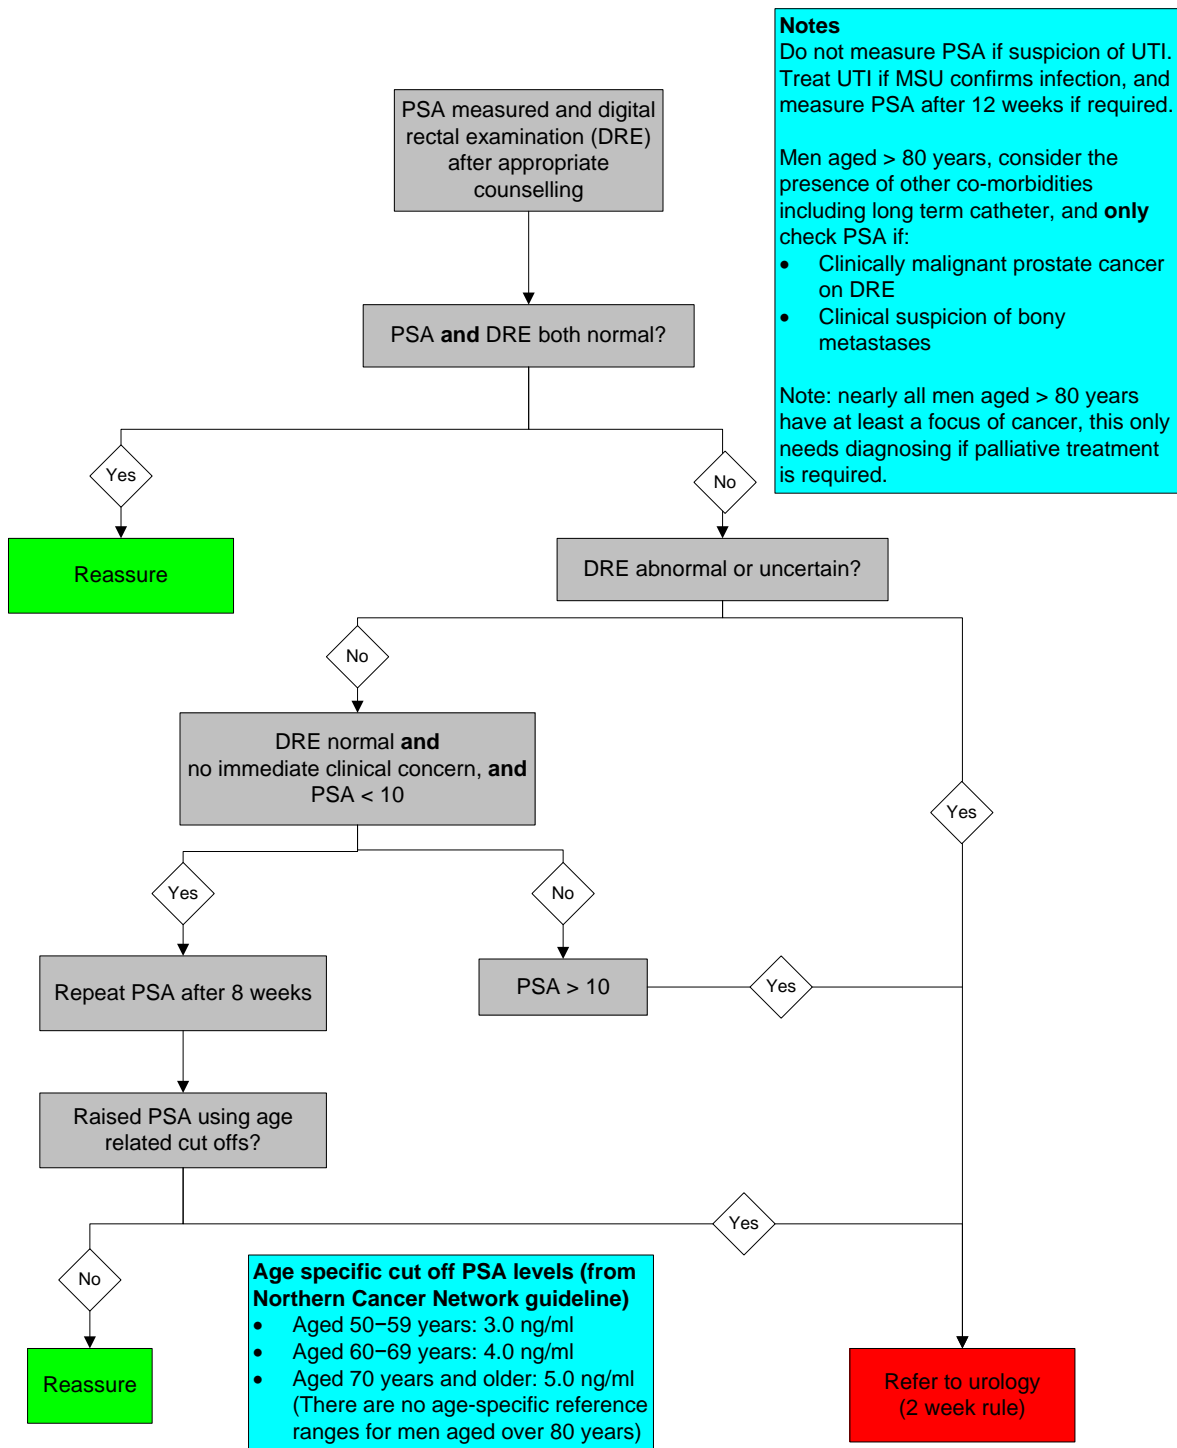 Notes
Do not measure PSA if suspicion of UTI.
Treat UTI if MSU confirms infection, and
measure PSA after 12 weeks if required.
Men aged > 80 years, consider the
presence of other co-morbidities
including long term catheter, and only
check PSA if:
• Clinically malignant prostate cancer
on DRE
• Clinical suspicion of bony
metastases
Note: nearly all men aged > 80 years
have at least a focus of cancer, this only
needs diagnosing if palliative treatment
is required.
PSA measured and digital
rectal examination (DRE)
after appropriate
counselling
PSA and DRE both normal?
Yes
No
Reassure
DRE abnormal or uncertain?
No
DRE normal and
no immediate clinical concern, and
PSA < 10
Yes
Yes
No
Repeat PSA after 8 weeks
PSA > 10
Yes
Raised PSA using age
related cut offs?
Yes
No
Age specific cut off PSA levels (from
Northern Cancer Network guideline)
• Aged 50−59 years: 3.0 ng/ml
• Aged 60−69 years: 4.0 ng/ml
• Aged 70 years and older: 5.0 ng/ml
(There are no age-specific reference
ranges for men aged over 80 years)
Reassure
Refer to urology
(2 week rule)